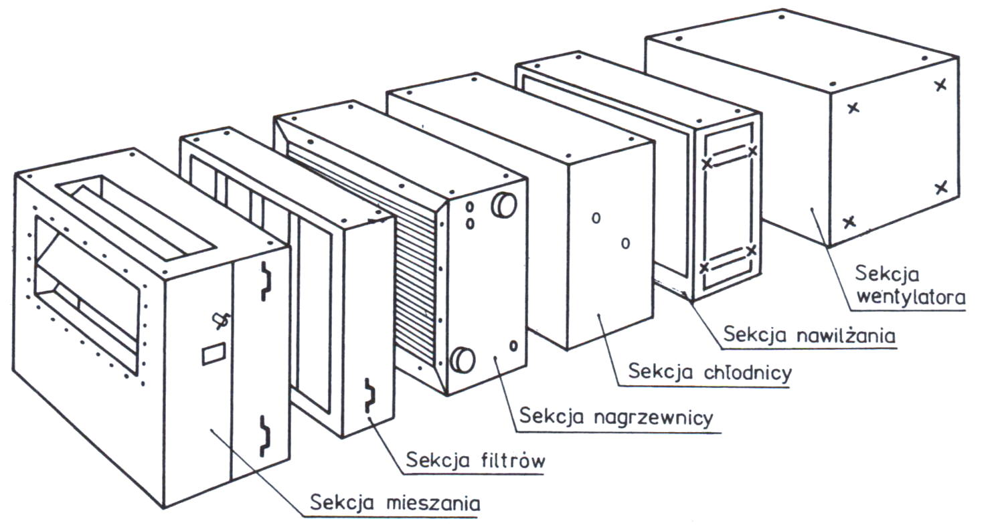 Sekcja
wentylatora
Sekcja nawilżania
Sekcja chłodnicy
Sekcja nagrzewnicy
Sekcja filtrów
Sekcja mieszania